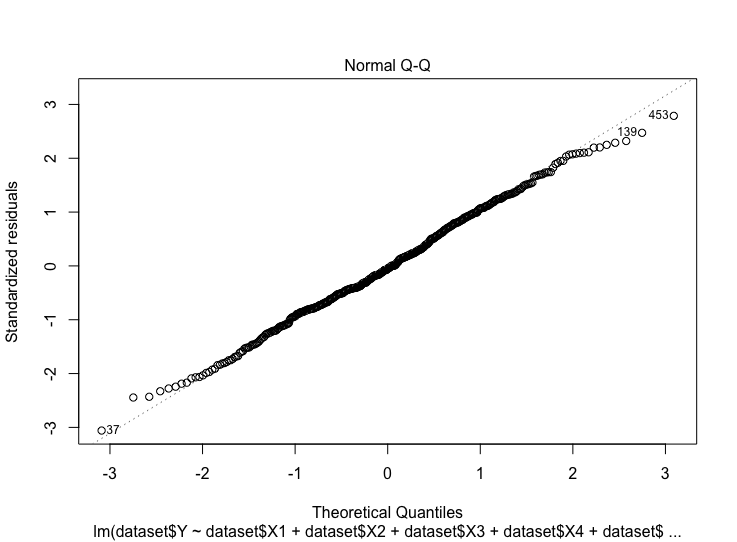 Normal Q-Q
3
2
1
0
-1
-2
-3
Standardized residuals
453
139
37
-3 -2 -1 0 1 2 3
Theoretical Quantiles
lm(dataset$Y ~ dataset$X1 + dataset$X2 + dataset$X3 + dataset$X4 + dataset$ ...